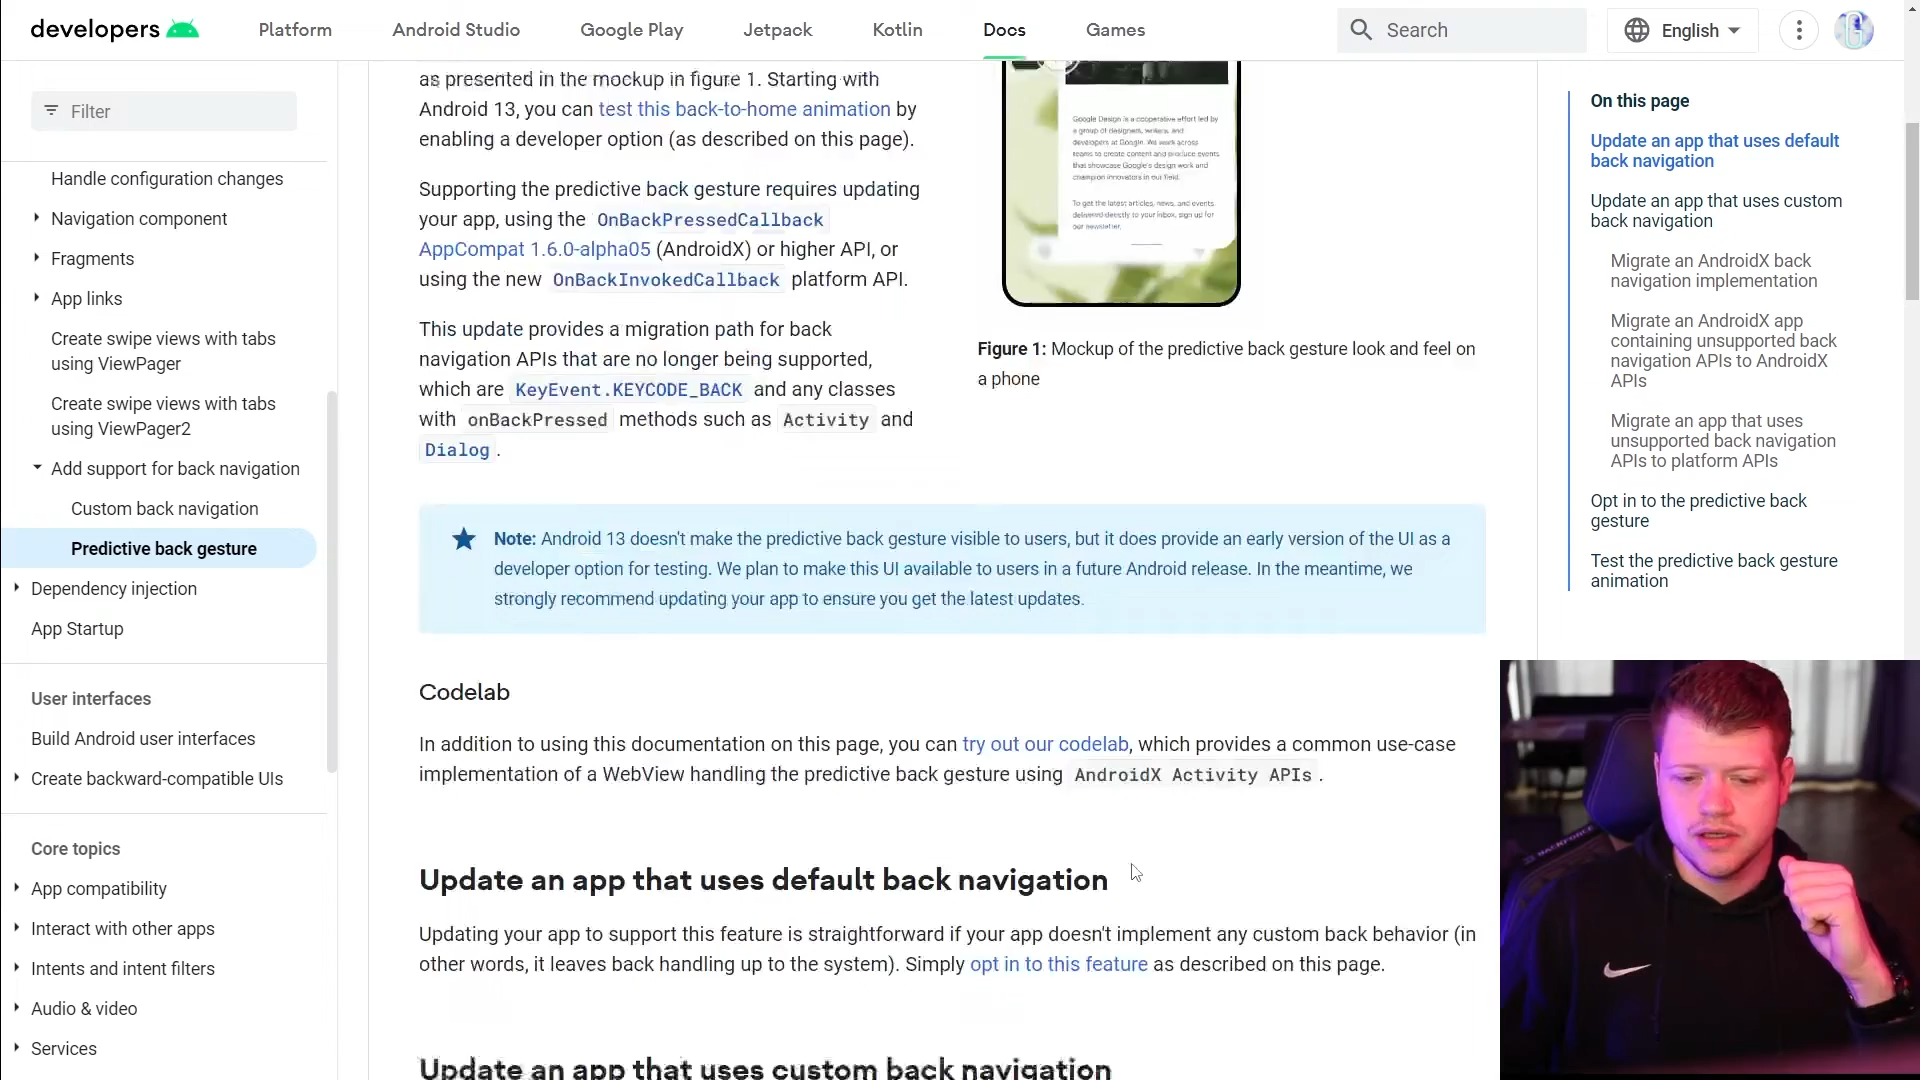 developers
Platform
Android Studio
Google Play
Jetpack
Kotlin
Docs
Games
Search
English
Filter
Handle configuration changes
Navigation component
Fragments
App links
Create swipe views with tabs
using ViewPager
Create swipe views with tabs
using ViewPager2
Add support for back navigation
Custom back navigation
Predictive back gesture
Dependency injection
App Startup
User interfaces
Build Android user interfaces
Create backward-compatible UIs
Core topics
App compatibility
Interact with other apps
Intents and intent filters
Audio & video
Services
as presented in the mockup in figure 1. Starting with
Android 13, you can test this back-to-home animation by
enabling a developer option (as described on this page).
Supporting the predictive back gesture requires updating
your app, using the OnBackPressedCallback
AppCompat 1.6.0-alpha05 (AndroidX) or higher API, or
using the new OnBackInvokedCallback platform API.
This update provides a migration path for back
navigation APIs that are no longer being supported,
which are KeyEvent.KEYCODE_BACK and any classes
with onBackPressed methods such as Activity and
Dialog .
Google Design is a cooperative effort led by
a group of designers, writers, and
developers at Google. We work across
teams to create content and produce events
that showcase Google's design work and
champion innovators in our field.
To get the latest articles, news, and events
delivered directly to your inbox, sign up for
our newsletter.
Figure 1: Mockup of the predictive back gesture look and feel on
a phone
Note: Android 13 doesn't make the predictive back gesture visible to users, but it does provide an early version of the UI as a
developer option for testing. We plan to make this UI available to users in a future Android release. In the meantime, we
strongly recommend updating your app to ensure you get the latest updates.
Codelab
In addition to using this documentation on this page, you can try out our codelab, which provides a common use-case
implementation of a WebView handling the predictive back gesture using AndroidX Activity APIs .
Update an app that uses default back navigation
Updating your app to support this feature is straightforward if your app doesn't implement any custom back behavior (in
other words, it leaves back handling up to the system). Simply opt in to this feature as described on this page.
Update an app that uses custom back navigation
On this page
Update an app that uses default
back navigation
Update an app that uses custom
back navigation
Migrate an AndroidX back
navigation implementation
Migrate an AndroidX app
containing unsupported back
navigation APIs to AndroidX
APIs
Migrate an app that uses
unsupported back navigation
APIs to platform APIs
Opt in to the predictive back
gesture
Test the predictive back gesture
animation
BACKFORCE